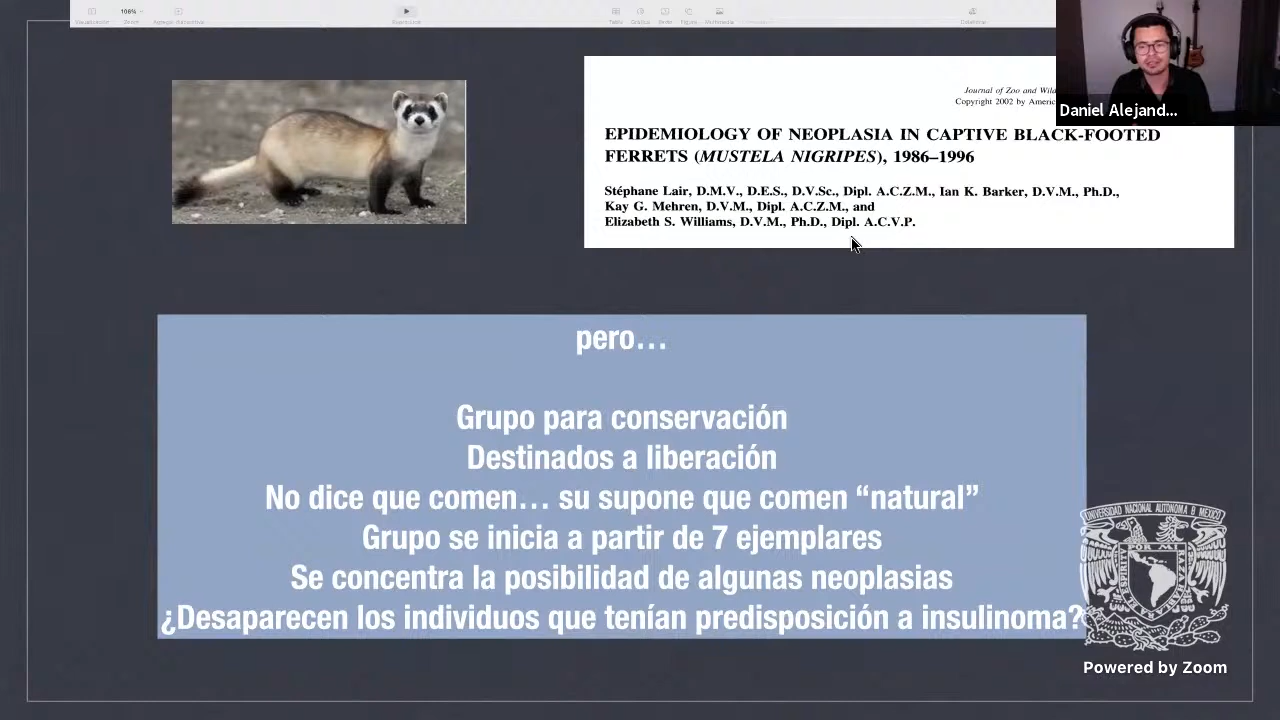 106%
Journal of Zoo and Wild
Copyright 2002 by Americ
EPIDEMIOLOGY OF NEOPLASIA IN CAPTIVE BLACK-FOOTED
FERRETS (MUSTELA NIGRIPES), 1986–1996
Stéphane Lair, D.M.V., D.E.S., D.V.Sc., Dipl. A.C.Z.M., Ian K. Barker, D.V.M., Ph.D.,
Kay G. Mehren, D.V.M., Dipl. A.C.Z.M., and
Elizabeth S. Williams, D.V.M., Ph.D., Dipl. A.C.V.P.
Daniel Alejand...
pero…
Grupo para conservación
Destinados a liberación
No dice que comen… su supone que comen “natural”
Grupo se inicia a partir de 7 ejemplares
Se concentra la posibilidad de algunas neoplasias
¿Desaparecen los individuos que tenían predisposición a insulinoma?
UNIVERSIDAD NACIONAL AUTONOMA DE MEXICO
Powered by Zoom